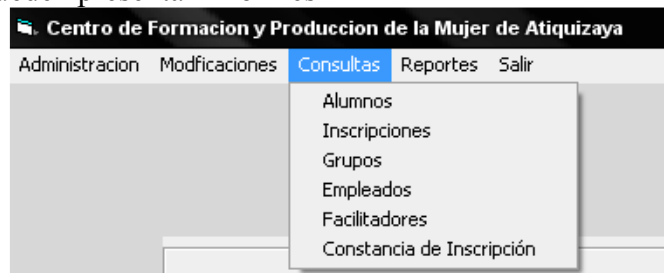 Centro de Formacion y Produccion de la Mujer de Atiquizaya
Administracion Modficaciones Consultas Reportes Salir
Alumnos
Inscripciones
Grupos
Empleados
Facilitadores
Constancia de Inscripción